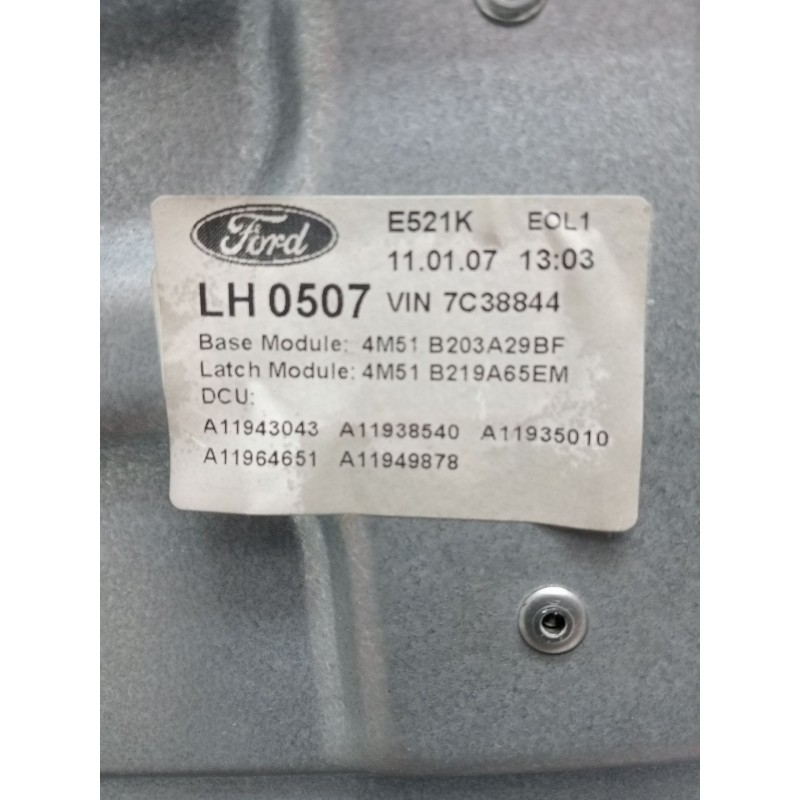 Ford E521K EOL1
11.01.07 13:03
LH 0507 VIN 7C38844
Base Module: 4M51 B203A29BF
Latch Module: 4M51 B219A65EM
DCU:
A11943043 A11938540 A11935010
A11964651 A11949878